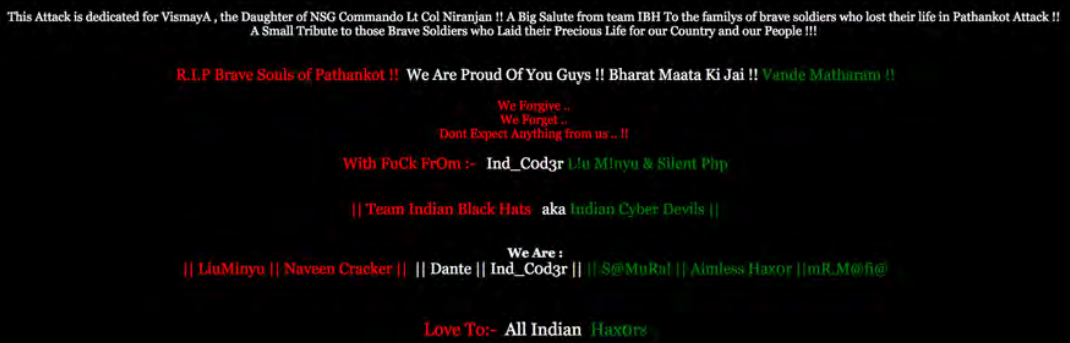 This Attack is dedicated for VismayA , the Daughter of NSG Commando Lt Col Niranjan !! A Big Salute from team IBH To the familys of brave soldiers who lost their life in Pathankot Attack !!
A Small Tribute to those Brave Soldiers who Laid their Precious Life for our Country and our People !!!
R.I.P Brave Souls of Pathankot !! We Are Proud Of You Guys !! Bharat Maata Ki Jai !! Vande Matharam !!
We Forgive ..
We Forget ..
Dont Expect Anything from us .. !!
With FuCk FrOm :- Ind_Cod3r L!u M!nyu & Silent Php
|| Team Indian Black Hats aka Indian Cyber Devils ||
We Are :
|| LiuMinyu || Naveen Cracker || || Dante || Ind_Cod3r || || S@MuRa! || Aimless Haxor ||mR.M@fi@
Love To:- All Indian Hax0rs